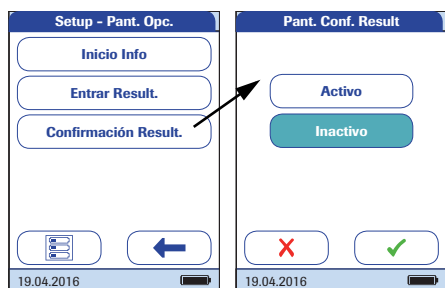 Setup - Pant. Opc.
Inicio Info
Entrar Result.
Confirmación Result.
19.04.2016
Pant. Conf. Result
Activo
Inactivo
19.04.2016